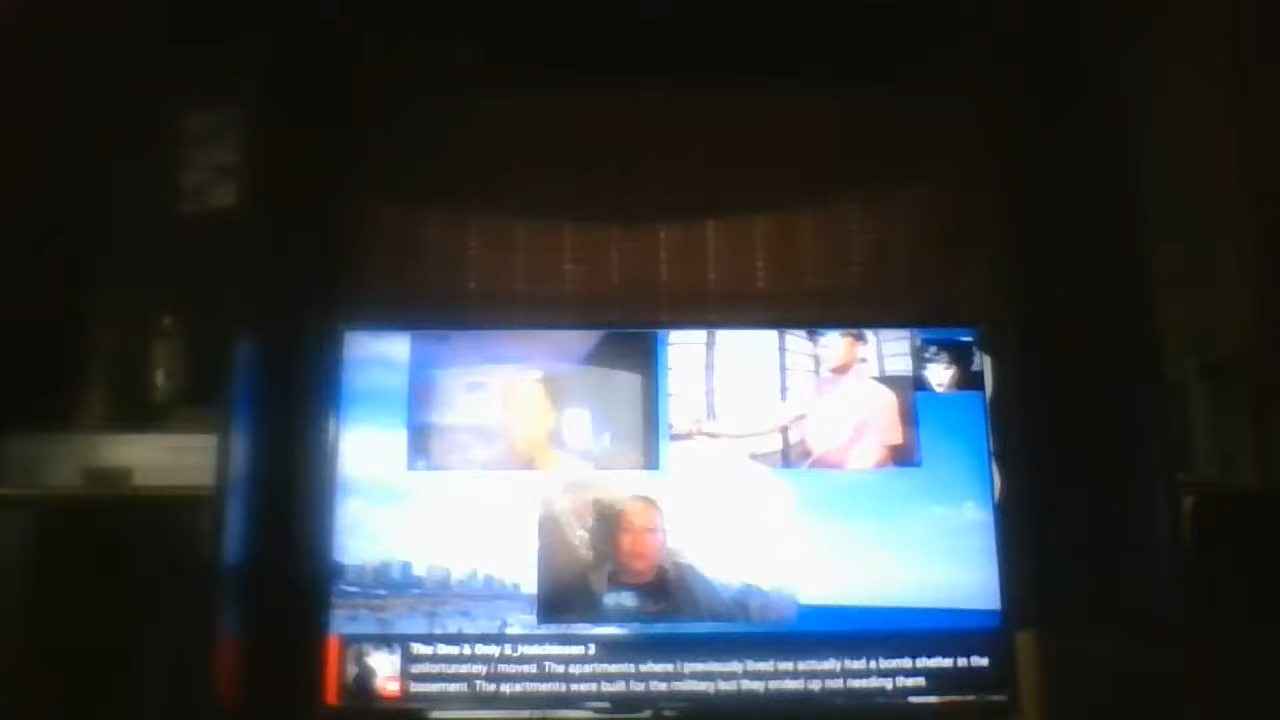 The One & Only S_Hutchinson 3
unfortunately i moved. The apartments where i previously lived we actually had a bomb shelter in the
basement. The apartments were built for the military but they ended up not needing them